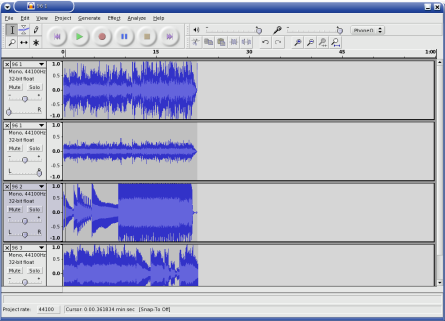 96 1
File Edit View Project Generate Effect Analyze Help
Phone0:
0 15 30 45 1:00
96 1
Mono, 44100Hz
32-bit float
Mute Solo
- +
L R
1.0
0.5
0.0
-0.5
-1.0
96 1
Mono, 44100Hz
32-bit float
Mute Solo
- +
L R
1.0
0.5
0.0
-0.5
-1.0
96 2
Mono, 44100Hz
32-bit float
Mute Solo
- +
L R
1.0
0.5
0.0
-0.5
-1.0
96 3
Mono, 44100Hz
32-bit float
Mute Solo
- +
1.0
0.5
0.0
Project rate: 44100 Cursor: 0:00.361834 min:sec [Snap-To Off]